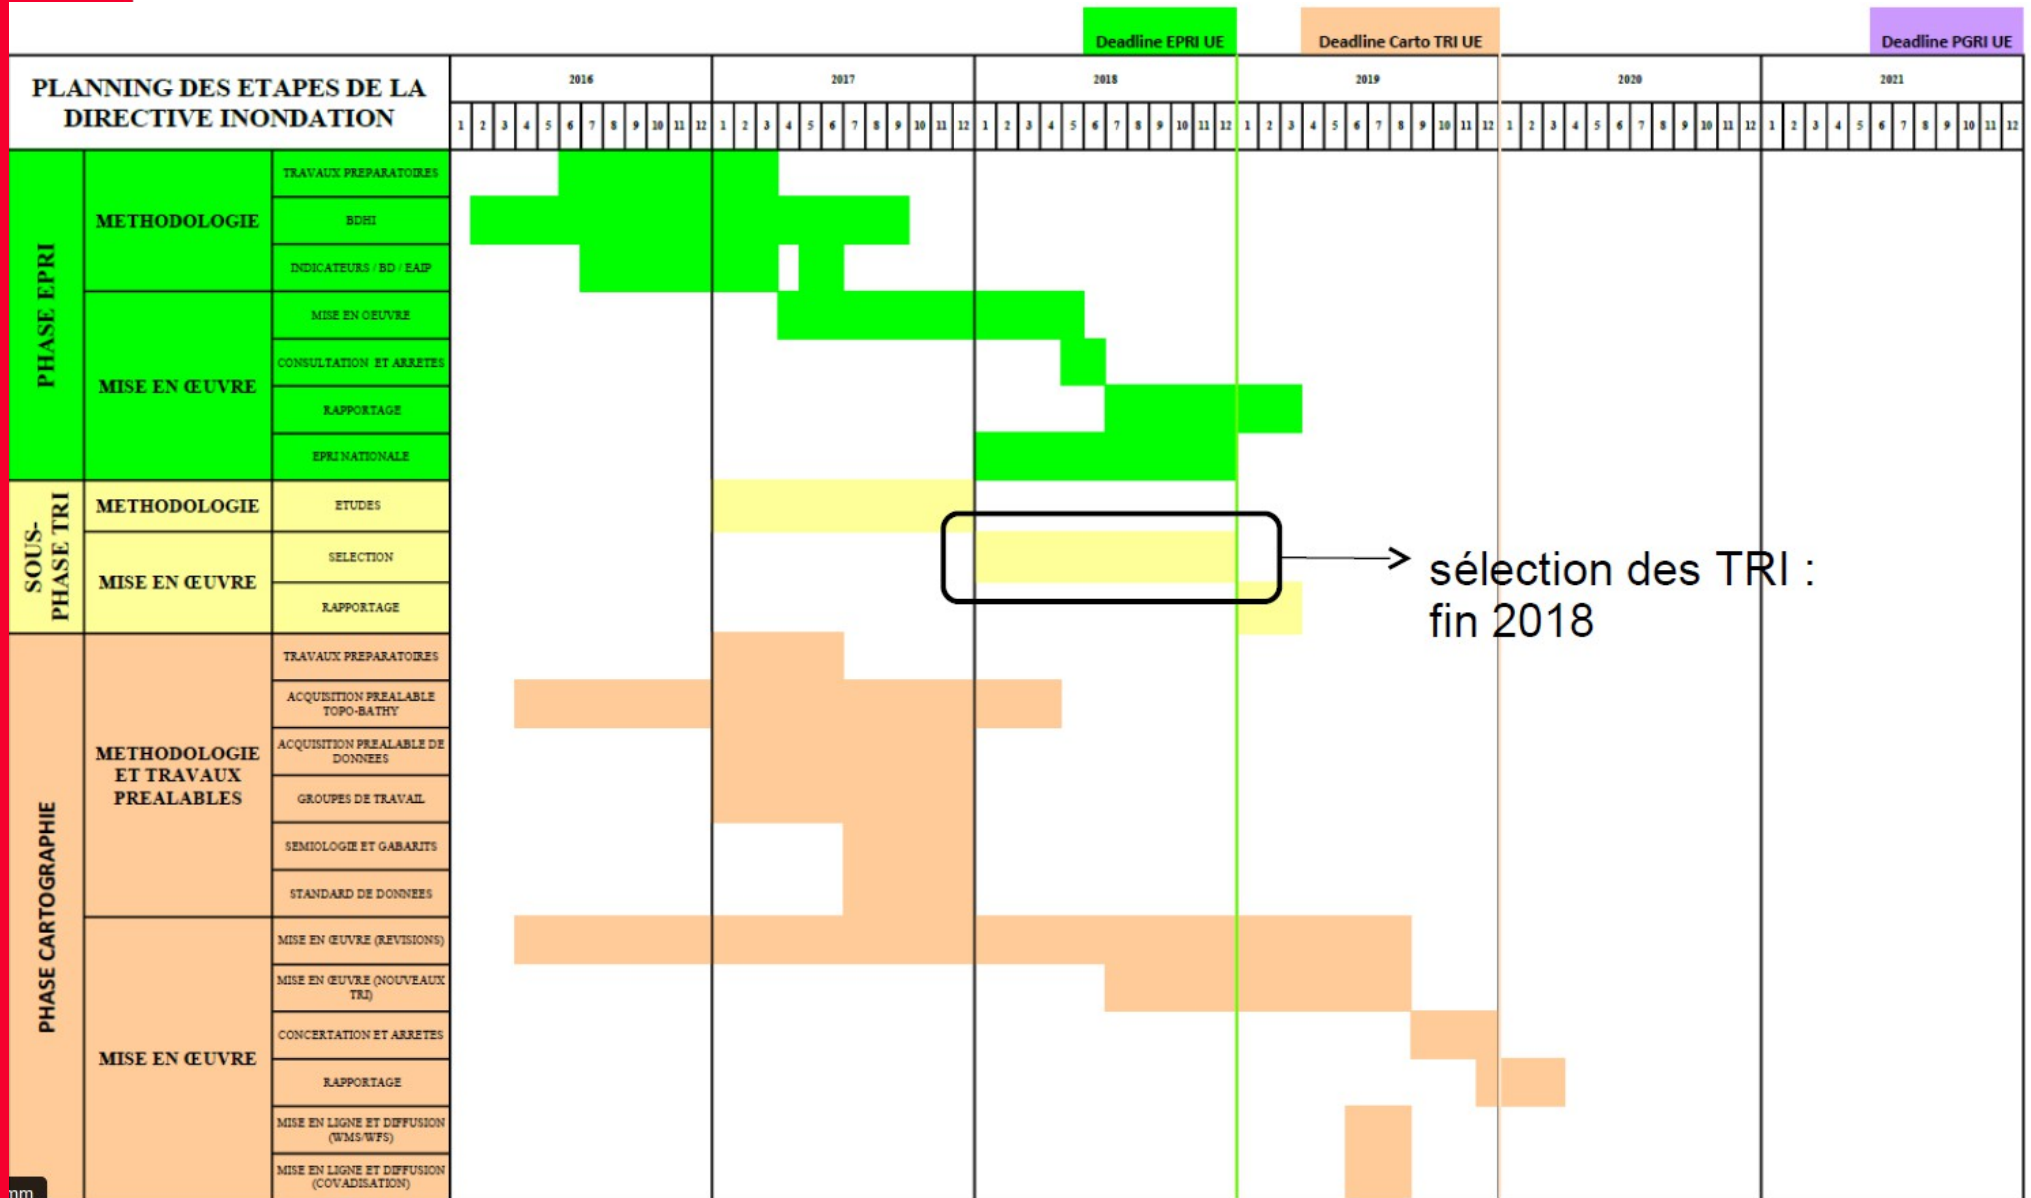 Deadline EPRI UE
Deadline Carto TRI UE
Deadline PGRI UE
PLANNING DES ETAPES DE LA
DIRECTIVE INONDATION
2016
2017
2018
2019
2020
2021
1 2 3 4 5 6 7 8 9 10 11 12 1 2 3 4 5 6 7 8 9 10 11 12 1 2 3 4 5 6 7 8 9 10 11 12 1 2 3 4 5 6 7 8 9 10 11 12 1 2 3 4 5 6 7 8 9 10 11 12 1 2 3 4 5 6 7 8 9 10 11 12
PHASE EPRI
METHODOLOGIE
TRAVAUX PREPARATOIRES
BDHI
INDICATEURS / BD / EAIP
MISE EN ŒUVRE
MISE EN OEUVRE
CONSULTATION ET ARRETES
RAPPORTAGE
EPRI NATIONALE
SOUS-
PHASE TRI
METHODOLOGIE
ETUDES
MISE EN ŒUVRE
SELECTION
RAPPORTAGE
sélection des TRI :
fin 2018
PHASE CARTOGRAPHIE
METHODOLOGIE
ET TRAVAUX
PREALABLES
TRAVAUX PREPARATOIRES
ACQUISITION PREALABLE
TOPO-BATHY
ACQUISITION PREALABLE DE
DONNEES
GROUPES DE TRAVAIL
SEMIOLOGIE ET GABARITS
STANDARD DE DONNEES
MISE EN ŒUVRE
MISE EN ŒUVRE (REVISIONS)
MISE EN ŒUVRE (NOUVEAUX
TRI)
CONCERTATION ET ARRETES
RAPPORTAGE
MISE EN LIGNE ET DIFFUSION
(WMS/WFS)
MISE EN LIGNE ET DIFFUSION
(COVADISATION)